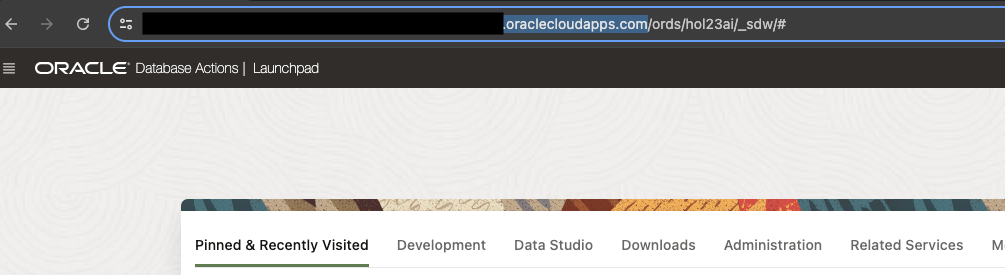 .oraclecloudapps.com/ords/hol23ai/_sdw/#
ORACLE Database Actions | Launchpad
Pinned & Recently Visited Development Data Studio Downloads Administration Related Services